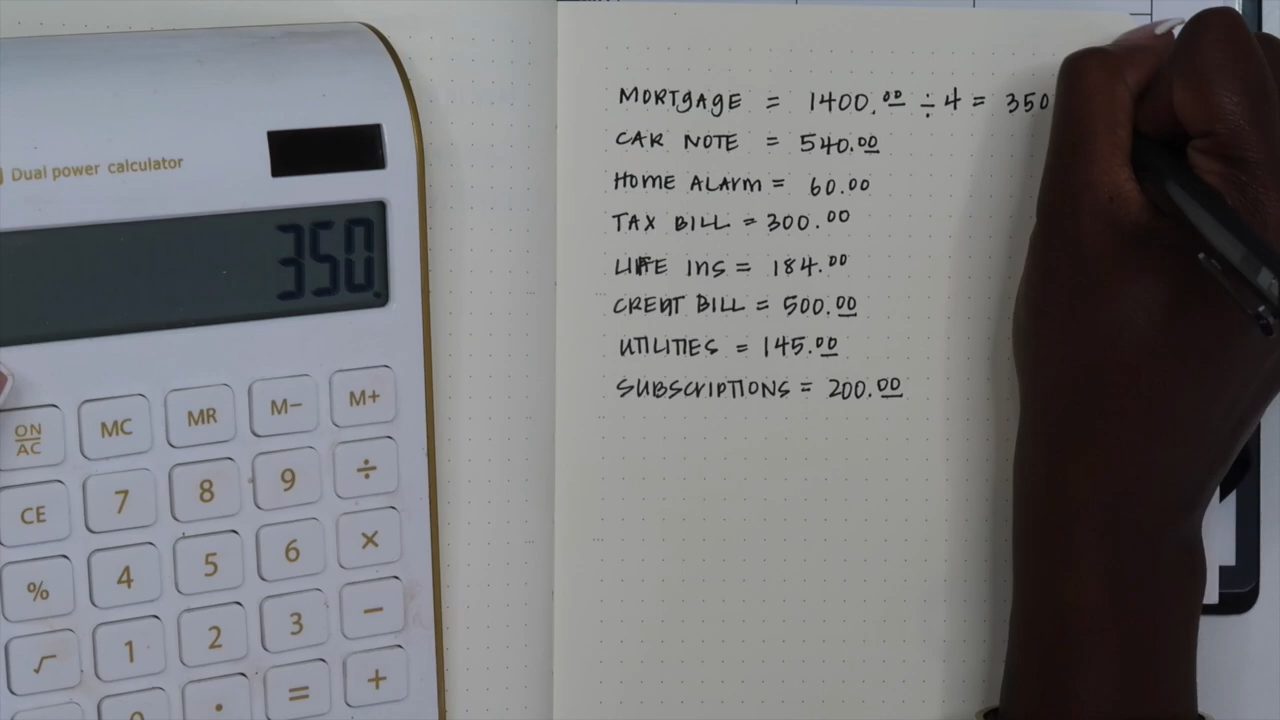 Dual power calculator
350.
ON
AC
MC
MR
M−
M+
CE
7
8
9
÷
%
4
5
6
×
√
1
2
3
−
0
.
=
+
MORTGAGE = 1400.00 ÷ 4 = 350
CAR NOTE = 540.00
HOME ALARM = 60.00
TAX BILL = 300.00
LIFE INS = 184.00
CREDIT BILL = 500.00
UTILITIES = 145.00
SUBSCRIPTIONS = 200.00